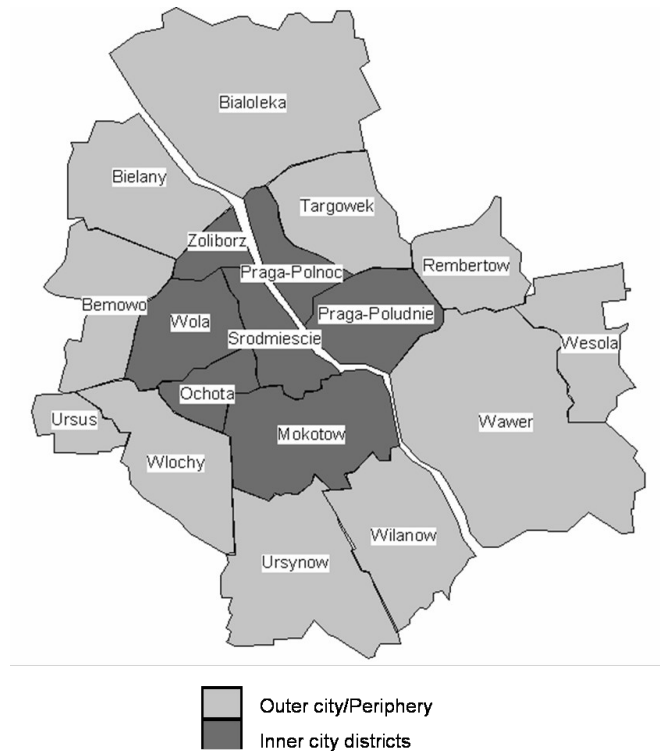 Bialoleka
Bielany
Targowek
Zoliborz
Praga-Polnoc
Rembertow
Bemowo
Wola
Praga-Poludnie
Srodmiescie
Wesola
Ochota
Ursus
Mokotow
Wawer
Wlochy
Wilanow
Ursynow
Outer city/Periphery
Inner city districts